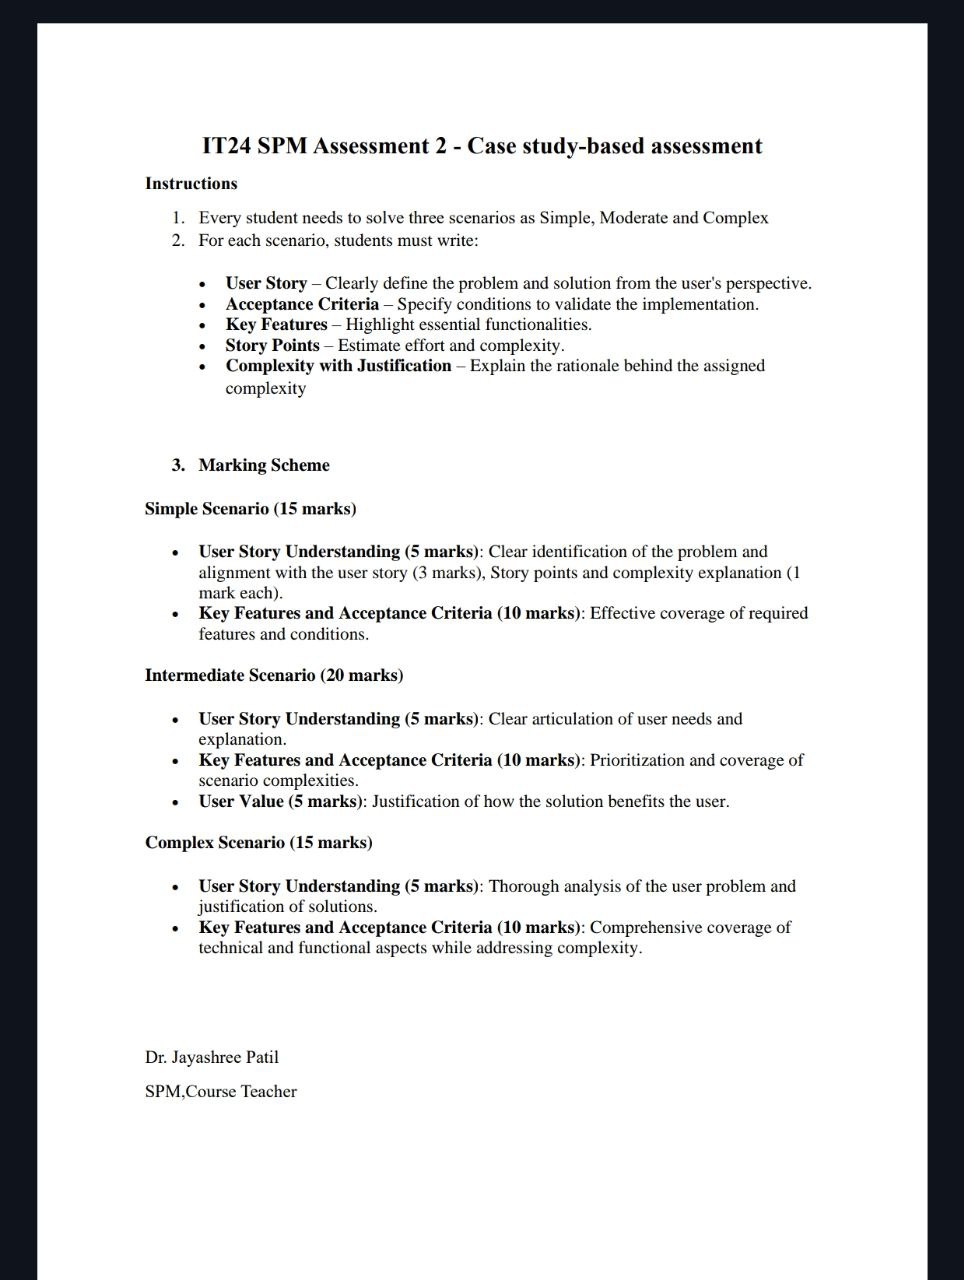 IT24 SPM Assessment 2 - Case study-based assessment
Instructions
1. Every student needs to solve three scenarios as Simple, Moderate and Complex
2. For each scenario, students must write:
• User Story – Clearly define the problem and solution from the user's perspective.
• Acceptance Criteria – Specify conditions to validate the implementation.
• Key Features – Highlight essential functionalities.
• Story Points – Estimate effort and complexity.
• Complexity with Justification – Explain the rationale behind the assigned
complexity
3. Marking Scheme
Simple Scenario (15 marks)
• User Story Understanding (5 marks): Clear identification of the problem and
alignment with the user story (3 marks), Story points and complexity explanation (1
mark each).
• Key Features and Acceptance Criteria (10 marks): Effective coverage of required
features and conditions.
Intermediate Scenario (20 marks)
• User Story Understanding (5 marks): Clear articulation of user needs and
explanation.
• Key Features and Acceptance Criteria (10 marks): Prioritization and coverage of
scenario complexities.
• User Value (5 marks): Justification of how the solution benefits the user.
Complex Scenario (15 marks)
• User Story Understanding (5 marks): Thorough analysis of the user problem and
justification of solutions.
• Key Features and Acceptance Criteria (10 marks): Comprehensive coverage of
technical and functional aspects while addressing complexity.
Dr. Jayashree Patil
SPM,Course Teacher